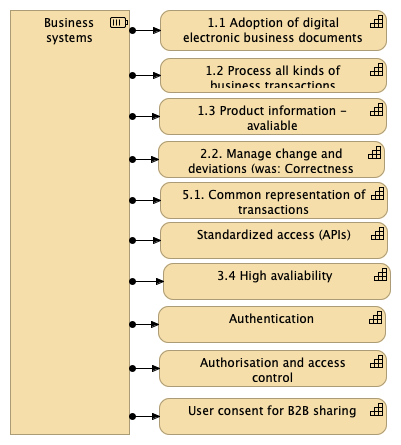 Business
systems
1.1 Adoption of digital
electronic business documents
1.2 Process all kinds of
business transactions
1.3 Product information –
avaliable
2.2. Manage change and
deviations (was: Correctness
5.1. Common representation of
transactions
Standardized access (APIs)
3.4 High avaliability
Authentication
Authorisation and access
control
User consent for B2B sharing